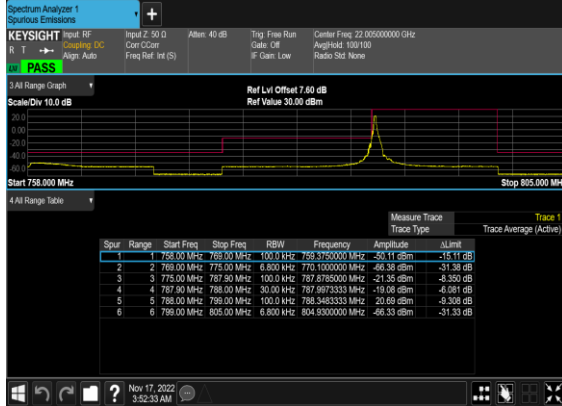 Spectrum Analyzer 1
Spurious Emissions
+
KEYSIGHT Input: RF Input Z: 50 Ω Atten: 40 dB Trig: Free Run Center Freq: 22.005000000 GHz
R T Coupling: DC Corr CCorr Gate: Off Avg|Hold: 100/100
Align: Auto Freq Ref: Int (S) IF Gain: Low Radio Std: None
PASS
3 All Range Graph Ref Lvl Offset 7.60 dB
Scale/Div 10.0 dB Ref Value 30.00 dBm
20.0
0.00
-20.0
-40.0
-60.0
Start 758.000 MHz Stop 805.000 MH
4 All Range Table
Measure Trace Trace 1
Trace Type Trace Average (Active)
Spur Range Start Freq Stop Freq RBW Frequency Amplitude ΔLimit
1 1 758.00 MHz 769.00 MHz 100.0 kHz 759.3750000 MHz -50.11 dBm -15.11 dB
2 2 769.00 MHz 775.00 MHz 6.800 kHz 770.1000000 MHz -66.38 dBm -31.38 dB
3 3 775.00 MHz 787.90 MHz 100.0 kHz 787.8785000 MHz -21.35 dBm -8.350 dB
4 4 787.90 MHz 788.00 MHz 30.00 kHz 787.9973333 MHz -19.08 dBm -6.081 dB
5 5 788.00 MHz 799.00 MHz 100.0 kHz 788.3483333 MHz 20.69 dBm -9.308 dB
6 6 799.00 MHz 805.00 MHz 6.800 kHz 804.9300000 MHz -66.33 dBm -31.33 dB
? Nov 17, 2022
3:52:33 AM